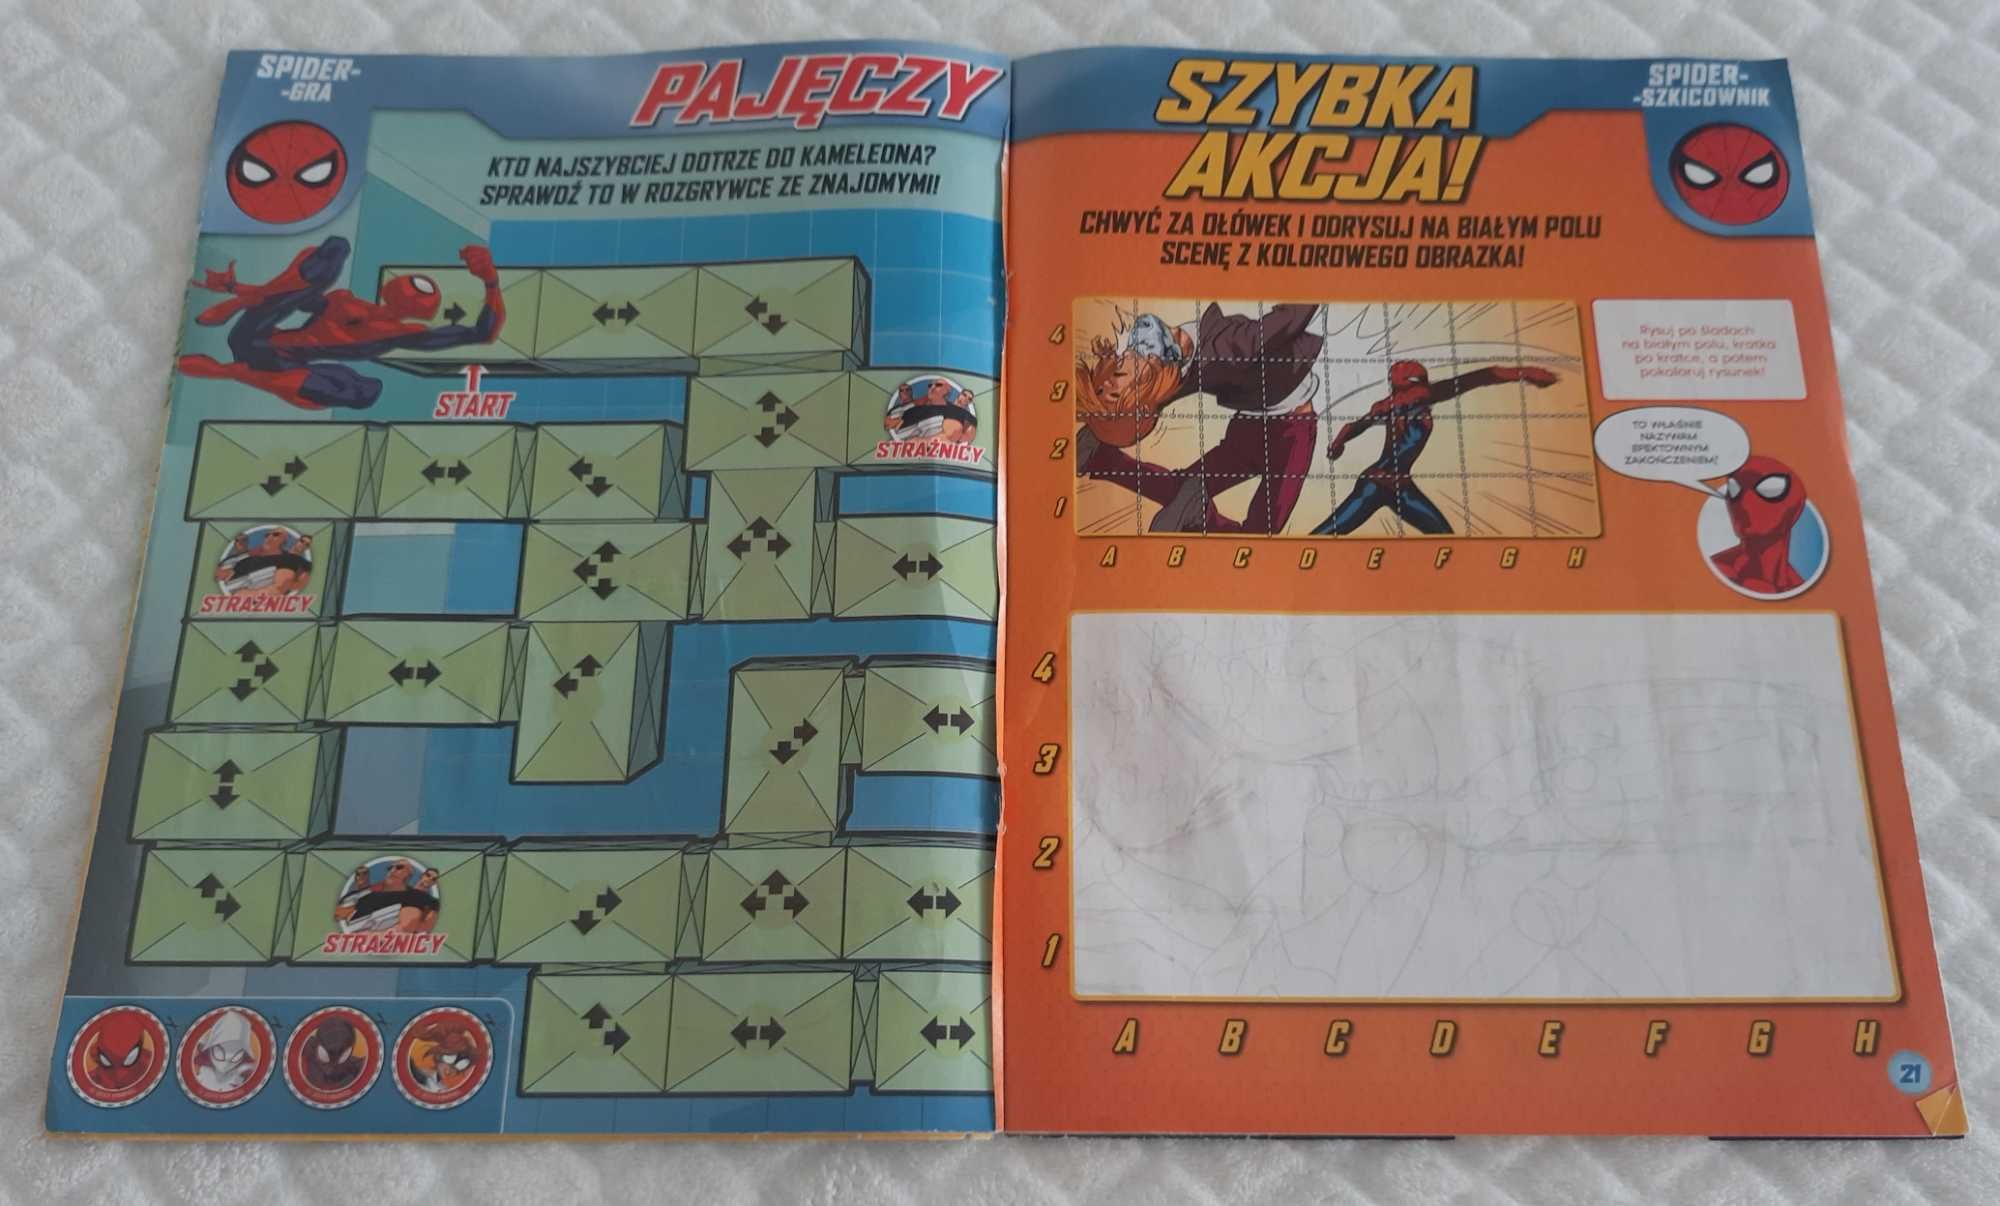 SPIDER-
-GRA
PAJĘCZY
KTO NAJSZYBCIEJ DOTRZE DO KAMELEONA?
SPRAWDŹ TO W ROZGRYWCE ZE ZNAJOMYMI!
START
STRAŻNICY
STRAŻNICY
STRAŻNICY
SZYBKA
AKCJA!
SPIDER-
-SZKICOWNIK
CHWYĆ ZA OŁÓWEK I ODRYSUJ NA BIAŁYM POLU
SCENĘ Z KOLOROWEGO OBRAZKA!
4
3
2
1
A B C D E F G H
Rysuj po śladach
na białym polu, kratka
po kratce, a potem
pokoloruj rysunek!
TO WŁAŚNIE
NAZYWAM
EFEKTOWNYM
ZAKOŃCZENIEM!
4
3
2
1
A B C D E F G H
21